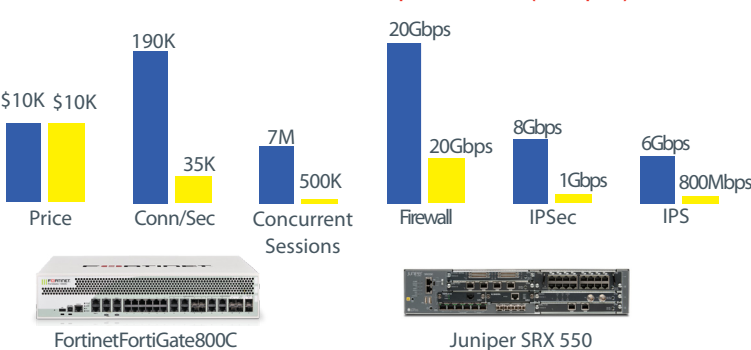 190K
20Gbps
$10K $10K
7M
35K
500K
20Gbps
8Gbps
1Gbps
6Gbps
800Mbps
Price
Conn/Sec
Concurrent
Sessions
Firewall
IPSec
IPS
FORTINET
FortinetFortiGate800C
Juniper SRX 550